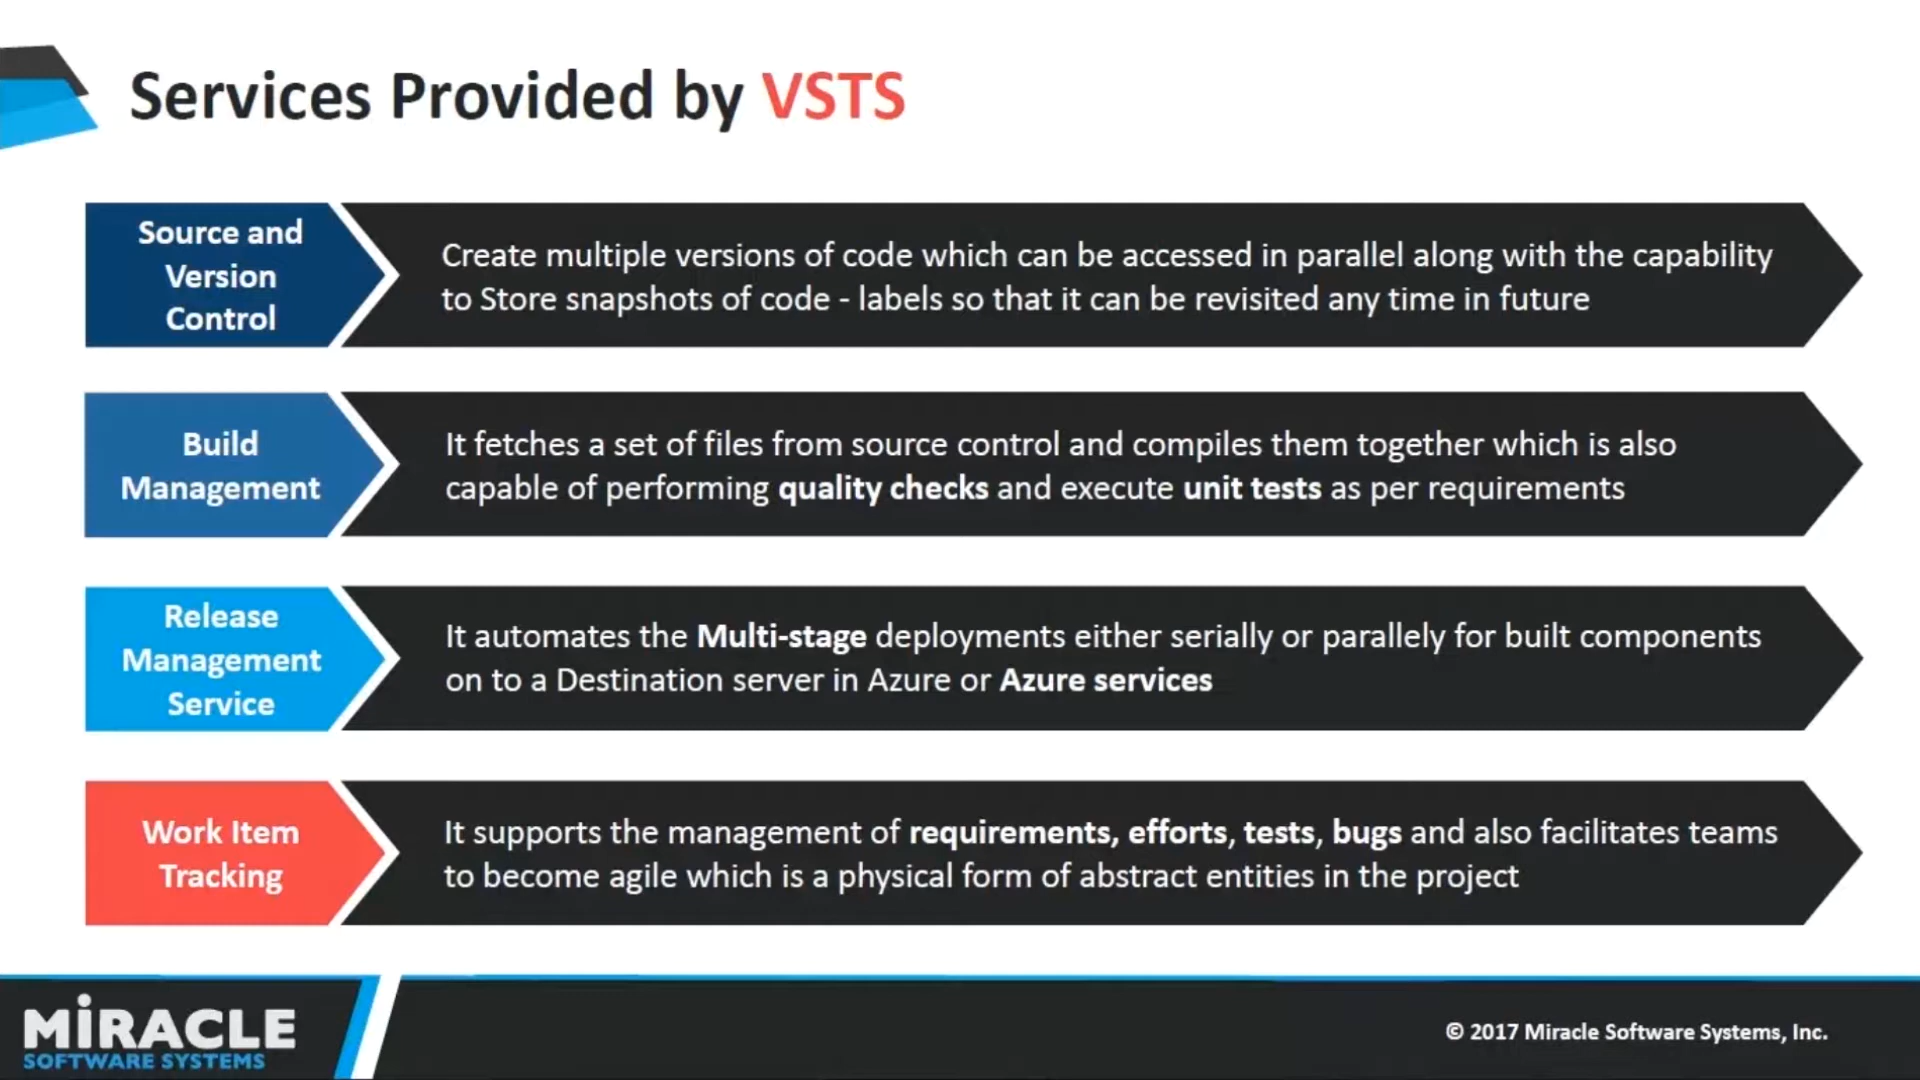 Services Provided by VSTS
Source and
Version
Control
Create multiple versions of code which can be accessed in parallel along with the capability
to Store snapshots of code - labels so that it can be revisited any time in future
Build
Management
It fetches a set of files from source control and compiles them together which is also
capable of performing quality checks and execute unit tests as per requirements
Release
Management
Service
It automates the Multi-stage deployments either serially or parallely for built components
on to a Destination server in Azure or Azure services
Work Item
Tracking
It supports the management of requirements, efforts, tests, bugs and also facilitates teams
to become agile which is a physical form of abstract entities in the project
MiRACLE
SOFTWARE SYSTEMS
© 2017 Miracle Software Systems, Inc.